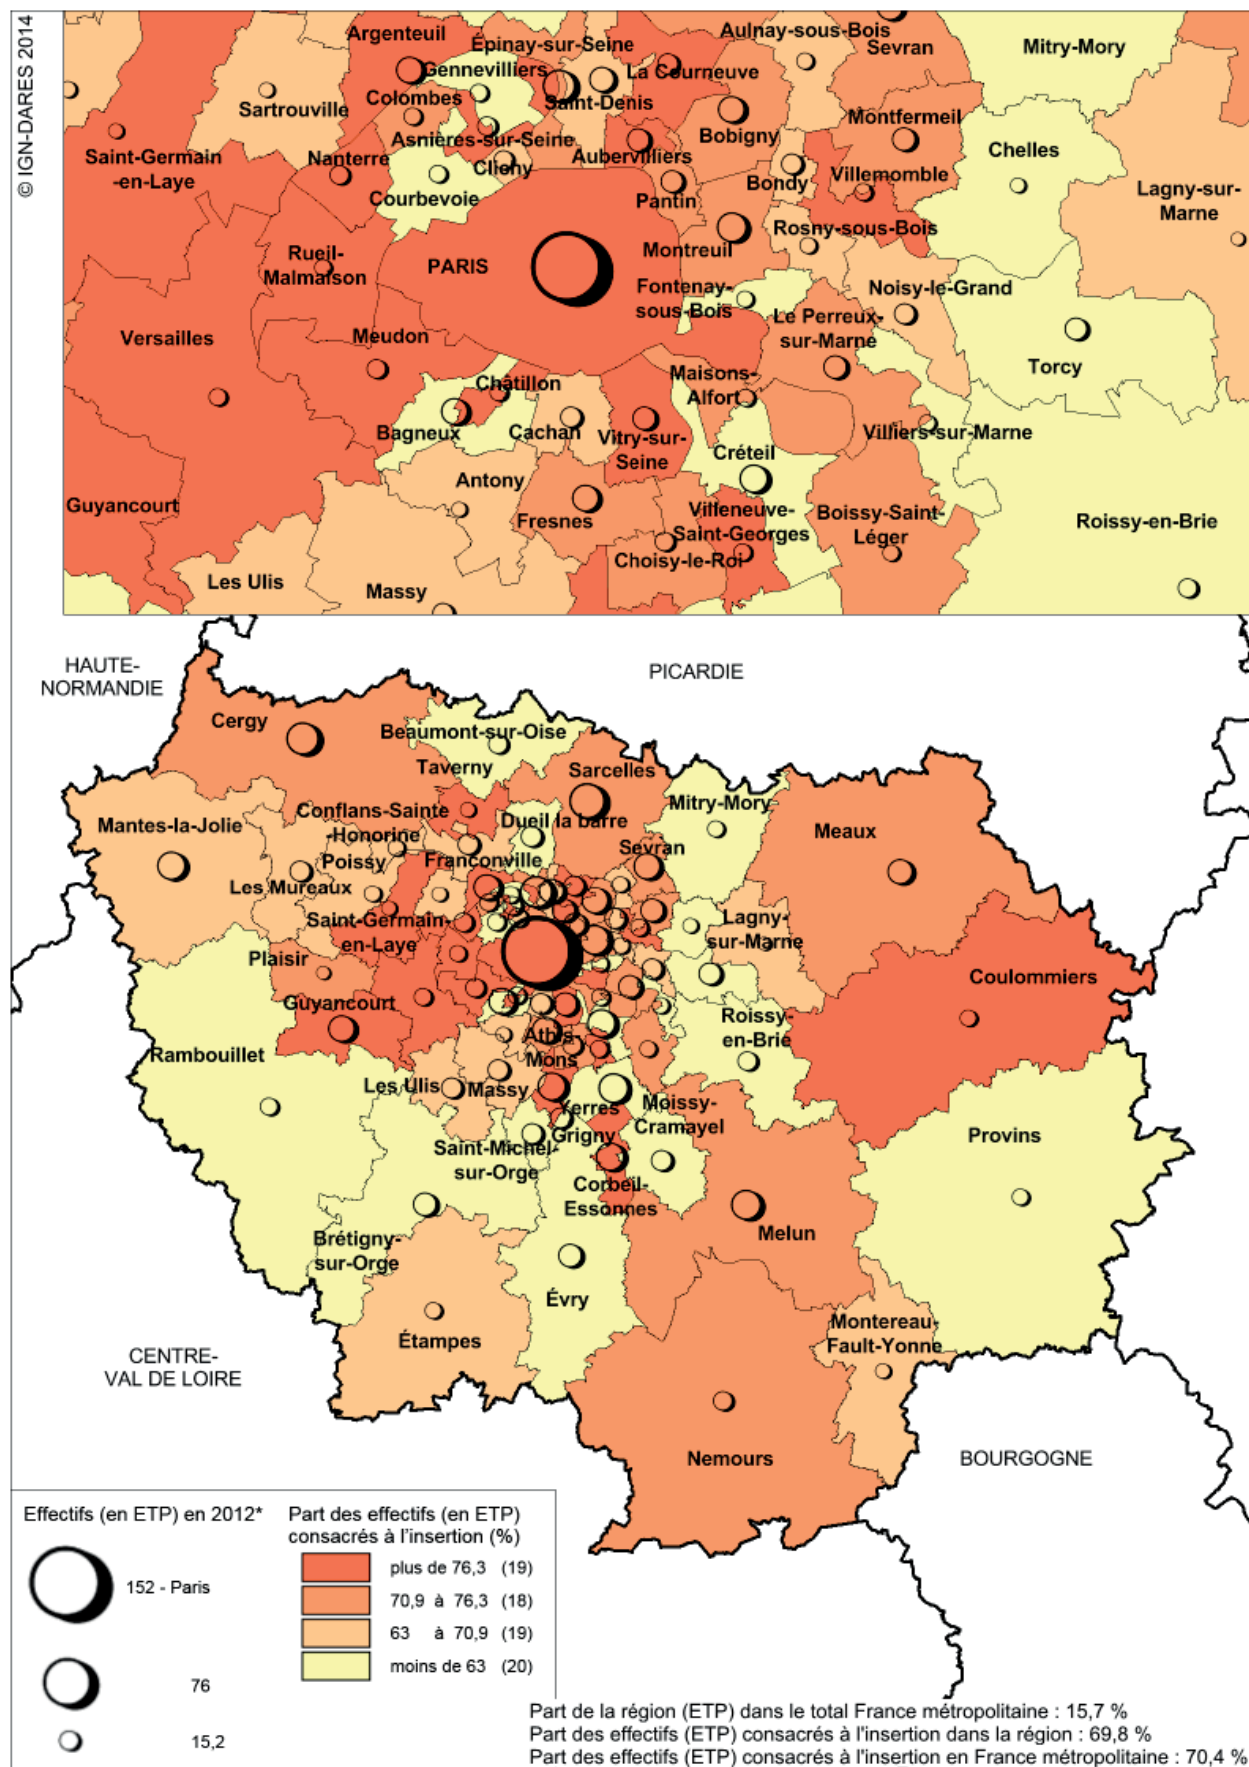 © IGN-DARES 2014
Argenteuil
Épinay-sur-Seine
Aulnay-sous-Bois
Sevran
Mitry-Mory
Gennevilliers
La Courneuve
Sartrouville
Colombes
Saint-Denis
Bobigny
Montfermeil
Asnières-sur-Seine
Saint-Germain
-en-Laye
Nanterre
Clichy
Aubervilliers
Chelles
Courbevoie
Pantin
Bondy
Villemomble
Lagny-sur-
Marne
Rosny-sous-Bois
Rueil-
Malmaison
PARIS
Montreuil
Fontenay-
sous-Bois
Noisy-le-Grand
Versailles
Meudon
Le Perreux-
sur-Marne
Torcy
Châtillon
Maisons-
Alfort
Bagneux
Cachan
Vitry-sur-
Seine
Villiers-sur-Marne
Créteil
Antony
Guyancourt
Fresnes
Villeneuve-
Saint-Georges
Boissy-Saint-
Léger
Roissy-en-Brie
Choisy-le-Roi
Les Ulis
Massy
HAUTE-
NORMANDIE
PICARDIE
Cergy
Beaumont-sur-Oise
Taverny
Sarcelles
Mitry-Mory
Conflans-Sainte
-Honorine
Dueil la barre
Mantes-la-Jolie
Meaux
Poissy
Franconville
Sevran
Les Mureaux
Saint-Germain-
en-Laye
Lagny-
sur-Marne
Plaisir
Coulommiers
Guyancourt
Roissy-
en-Brie
Athis-
Mons
Rambouillet
Les Ulis
Massy
Yerres
Moissy-
Cramayel
Grigny
Provins
Saint-Michel-
sur-Orge
Corbeil-
Essonnes
Melun
Brétigny-
sur-Orge
Évry
Étampes
Montereau-
Fault-Yonne
CENTRE-
VAL DE LOIRE
Nemours
BOURGOGNE
Effectifs (en ETP) en 2012*
152 - Paris
76
15,2
Part des effectifs (en ETP)
consacrés à l'insertion (%)
plus de 76,3 (19)
70,9 à 76,3 (18)
63 à 70,9 (19)
moins de 63 (20)
Part de la région (ETP) dans le total France métropolitaine : 15,7 %
Part des effectifs (ETP) consacrés à l'insertion dans la région : 69,8 %
Part des effectifs (ETP) consacrés à l'insertion en France métropolitaine : 70,4 %